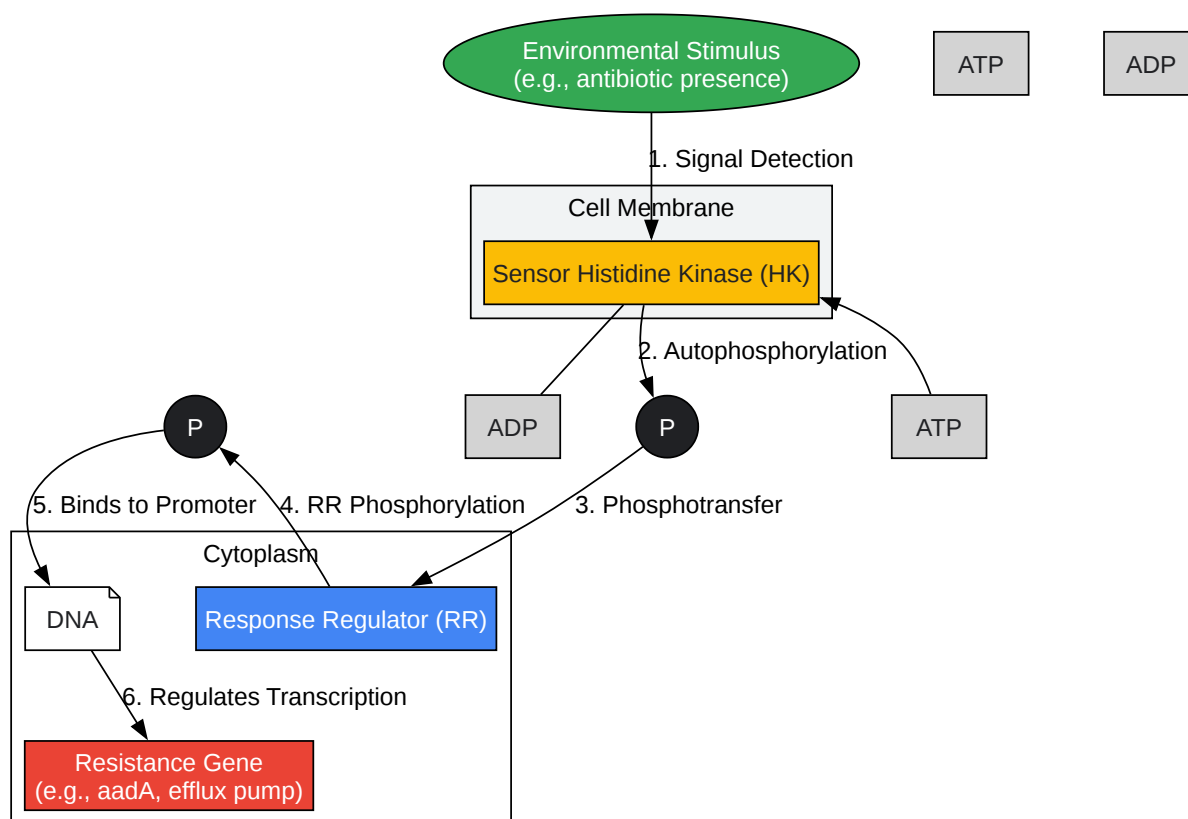 Environmental Stimulus
(e.g., antibiotic presence)
ATP
ADP
1. Signal Detection
Cell Membrane
Sensor Histidine Kinase (HK)
2. Autophosphorylation
P
ADP
P
ATP
5. Binds to Promoter
4. RR Phosphorylation
3. Phosphotransfer
Cytoplasm
DNA
Response Regulator (RR)
6. Regulates Transcription
Resistance Gene
(e.g., aadA, efflux pump)